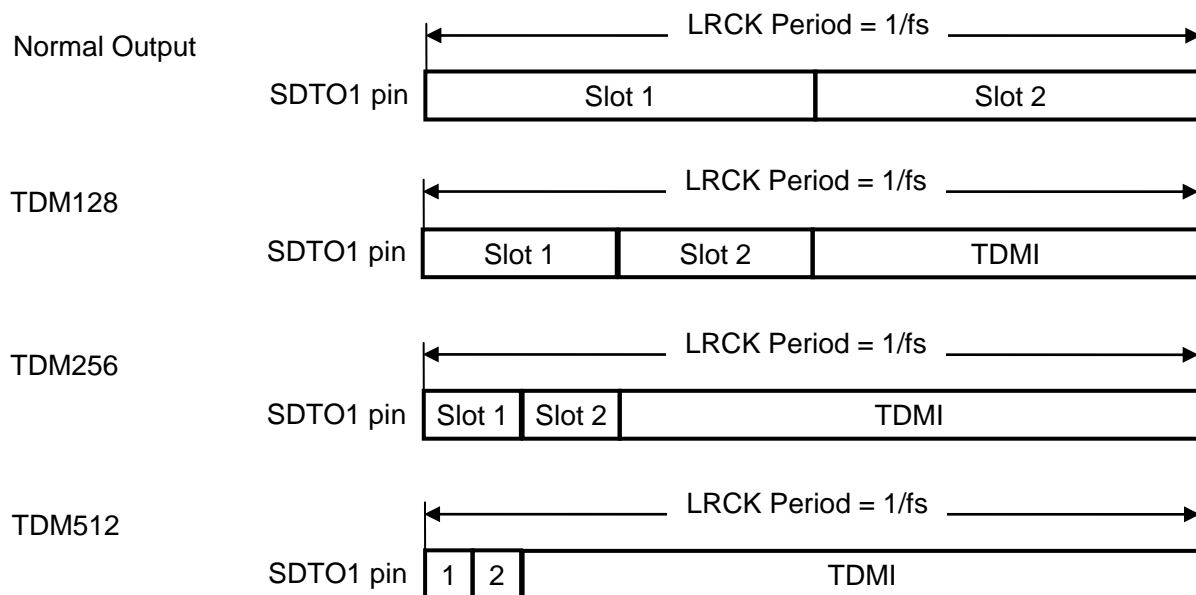 Normal Output
LRCK Period = 1/fs
SDTO1 pin
Slot 1
Slot 2
TDM128
LRCK Period = 1/fs
SDTO1 pin
Slot 1
Slot 2
TDMI
TDM256
LRCK Period = 1/fs
SDTO1 pin
Slot 1
Slot 2
TDMI
TDM512
LRCK Period = 1/fs
SDTO1 pin
1
2
TDMI